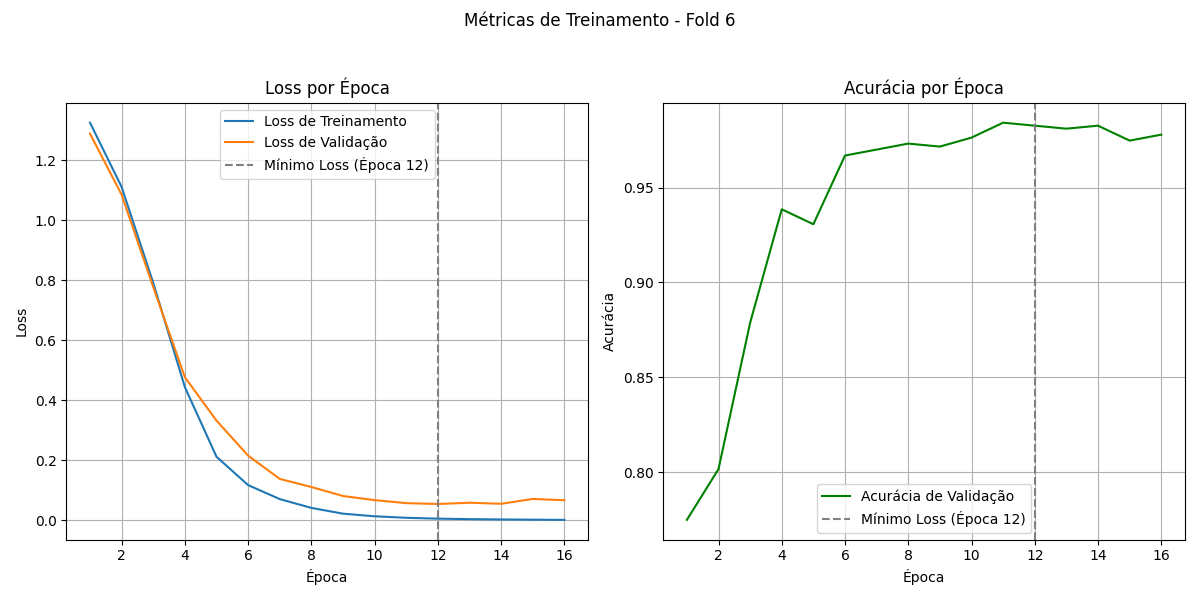 Métricas de Treinamento - Fold 6
Loss por Época
Loss de Treinamento
Loss de Validação
Mínimo Loss (Época 12)
1.2
1.0
0.8
0.6
0.4
0.2
0.0
Loss
2 4 6 8 10 12 14 16
Época
Acurácia por Época
0.95
0.90
0.85
0.80
Acurácia
Acurácia de Validação
Mínimo Loss (Época 12)
2 4 6 8 10 12 14 16
Época